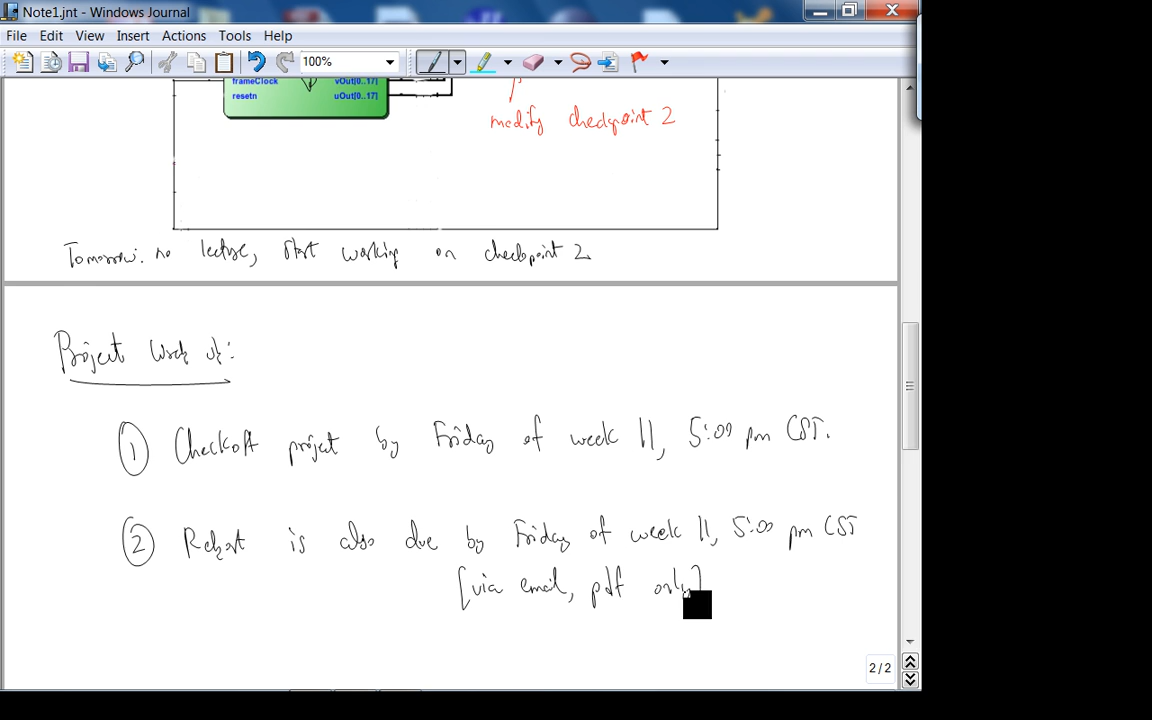 Note1.jnt - Windows Journal
File Edit View Insert Actions Tools Help
100%
frameClock vOut[0..17]
resetn uOut[0..17]
modify checkpoint 2
Tomorrow: no lecture, start working on checkpoint 2
Project
① Checkoff project by Friday of week 11, 5:00 pm CST.
② Report is also due by Friday of week 11, 5:00 pm CST
[via email, pdf only]
2/2